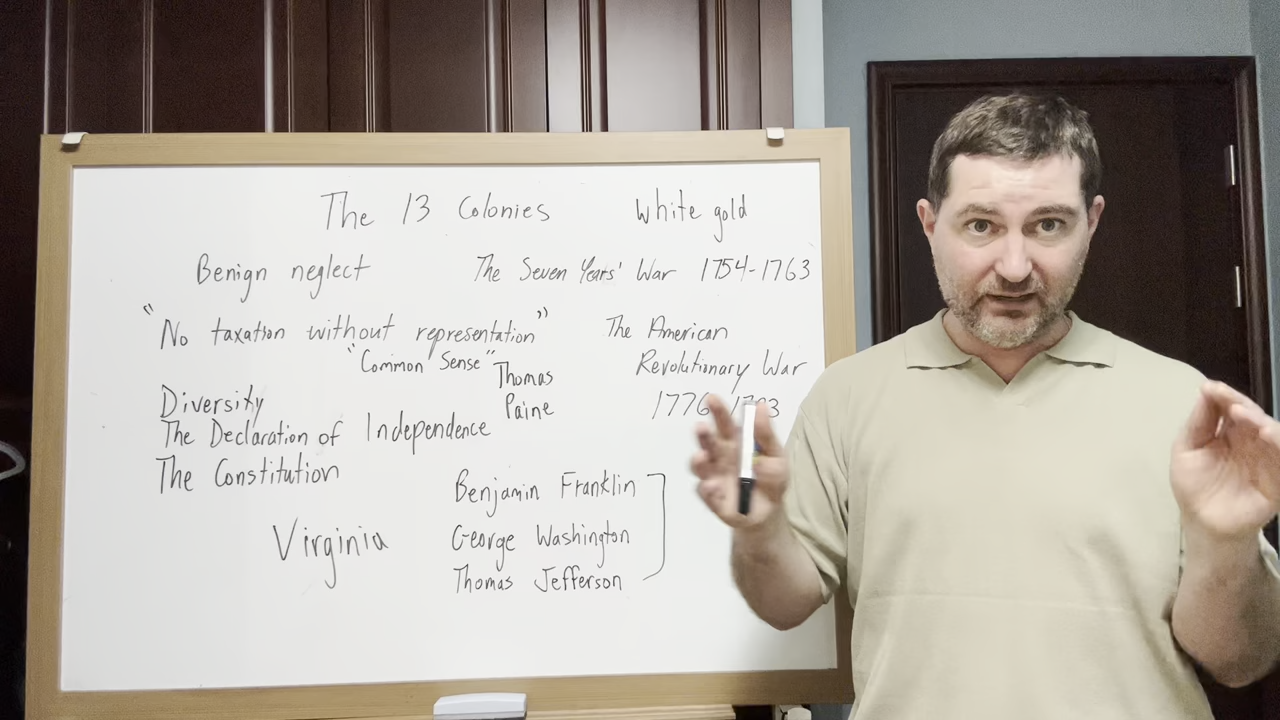 The 13 Colonies
White gold
Benign neglect
The Seven Years' War 1754-1763
"No taxation without representation"
The American
Revolutionary War
1776
"Common Sense"
Thomas
Paine
Diversity
The Declaration of Independence
The Constitution
Virginia
Benjamin Franklin
George Washington
Thomas Jefferson